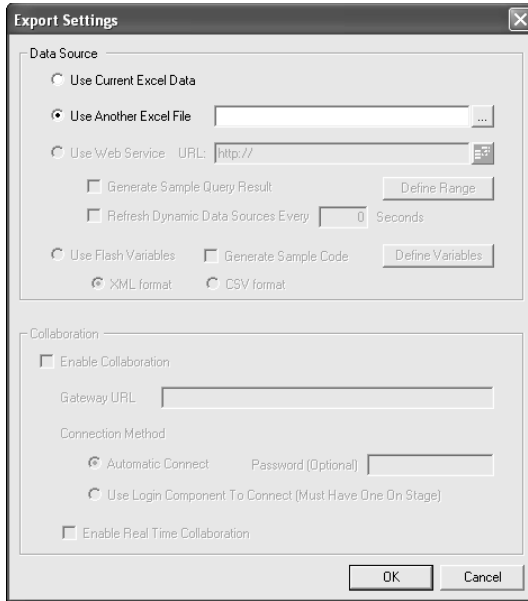 Export Settings
Data Source
Use Current Excel Data
Use Another Excel File ...
Use Web Service URL: http://
Generate Sample Query Result Define Range
Refresh Dynamic Data Sources Every 0 Seconds
Use Flash Variables Generate Sample Code Define Variables
XML format CSV format
Collaboration
Enable Collaboration
Gateway URL
Connection Method
Automatic Connect Password (Optional)
Use Login Component To Connect (Must Have One On Stage)
Enable Real Time Collaboration
OK Cancel